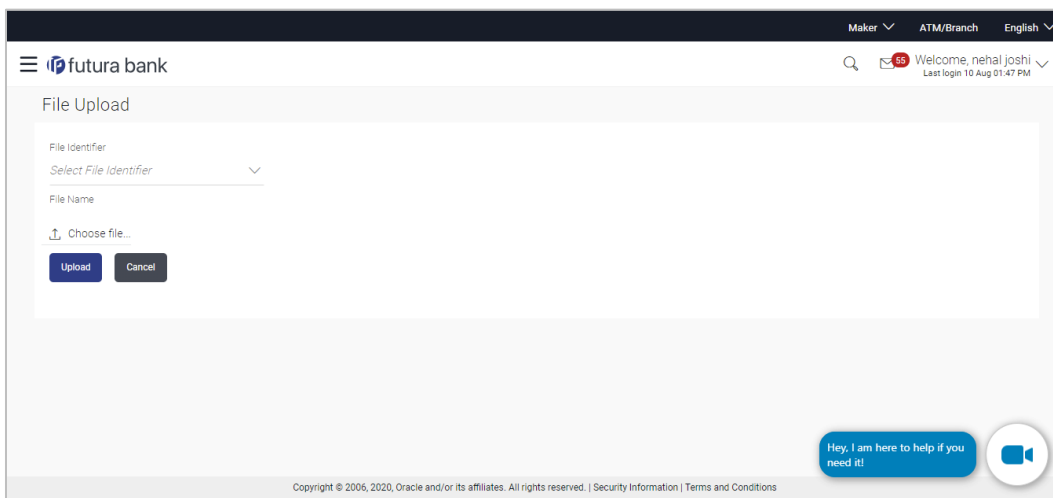 Maker ATM/Branch English
futura bank
55 Welcome, nehal joshi
Last login 10 Aug 01:47 PM
File Upload
File Identifier
Select File Identifier
File Name
Choose file...
Upload Cancel
Hey, I am here to help if you
need it!
Copyright © 2006, 2020, Oracle and/or its affiliates. All rights reserved. | Security Information | Terms and Conditions